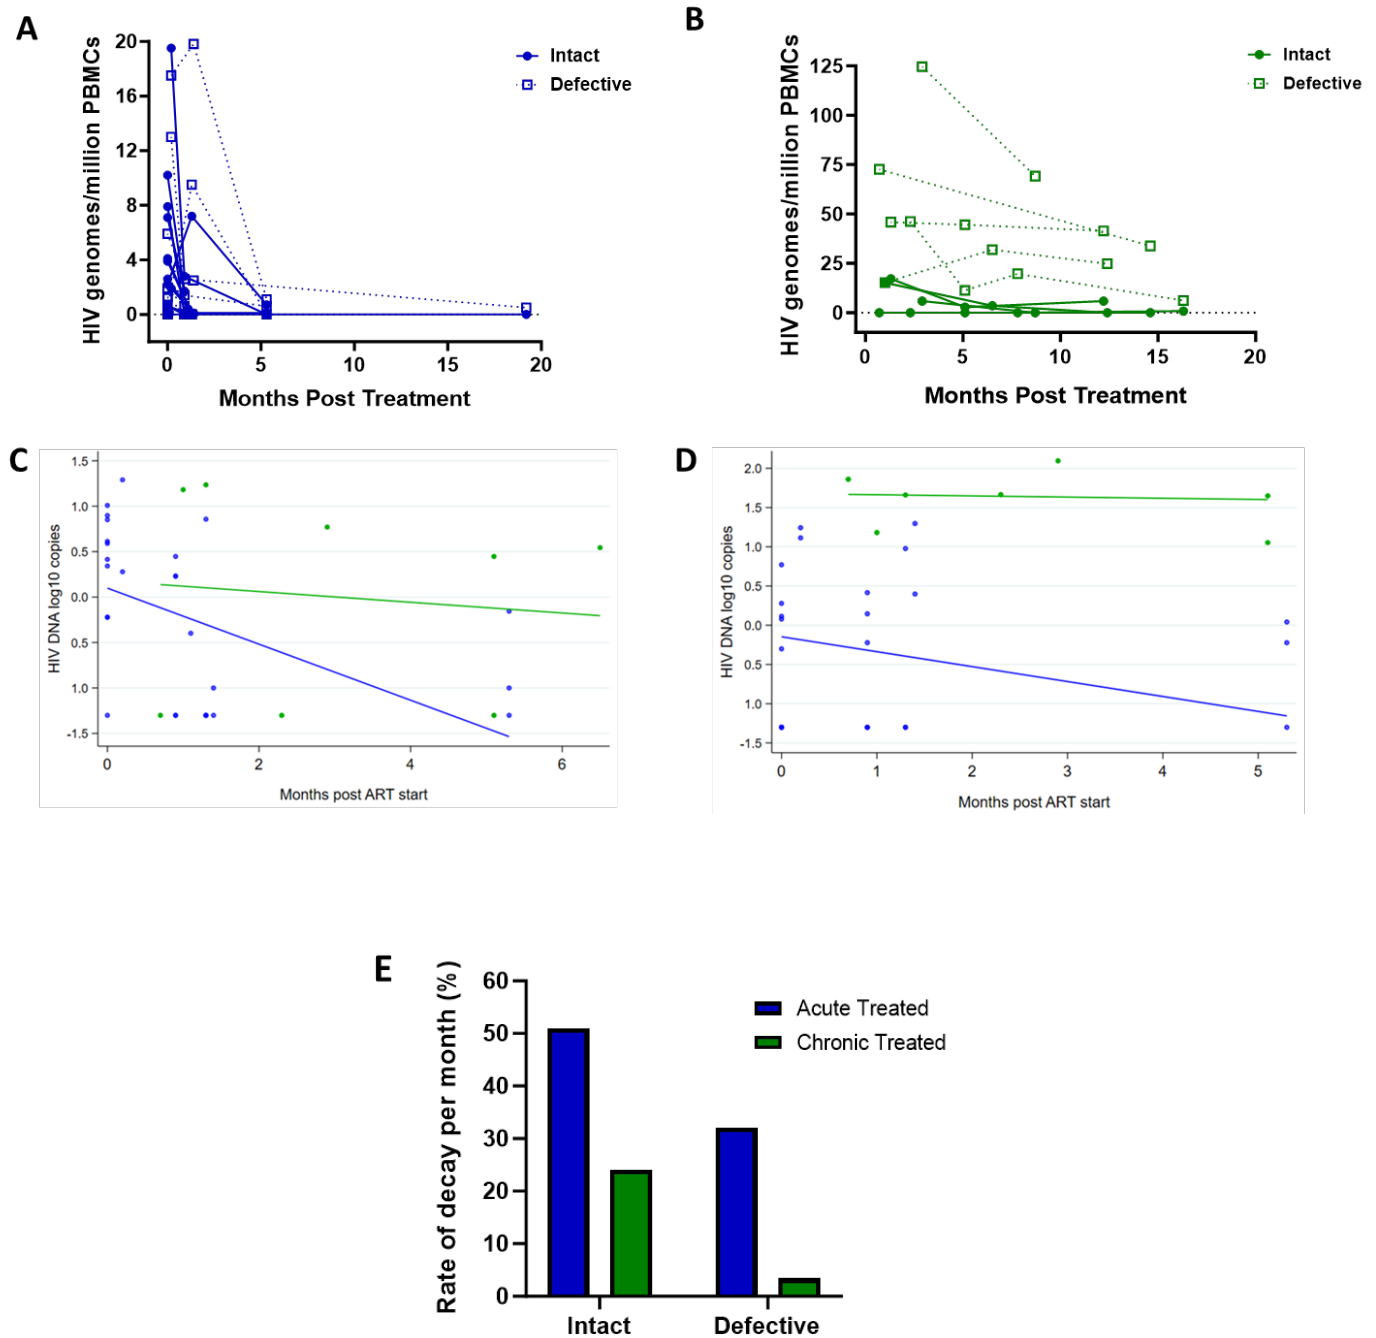 A
HIV genomes/million PBMCs
20
16
12
8
4
0
0 5 10 15 20
Months Post Treatment
Intact
Defective
B
HIV genomes/million PBMCs
125
100
75
50
25
0
0 5 10 15 20
Months Post Treatment
Intact
Defective
C
HIV DNA log10 copies
1.5
1.0
0.5
0.0
0.5
1.0
-1.5
0 2 4 6
Months post ART start
D
HIV DNA log10 copies
2.0
1.5
1.0
0.5
0.0
0.5
1.0
-1.5
0 1 2 3 4 5
Months post ART start
E
Rate of decay per month (%)
60
50
40
30
20
10
0
Intact Defective
Acute Treated
Chronic Treated